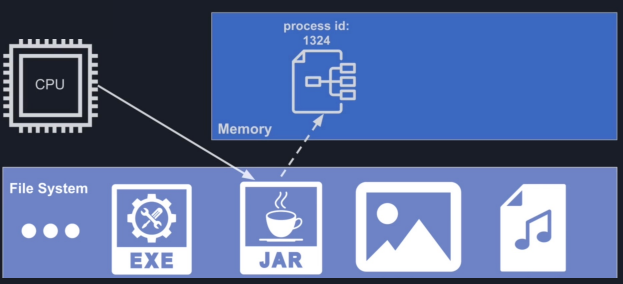 process id:
1324
CPU
Memory
File System
EXE
JAR